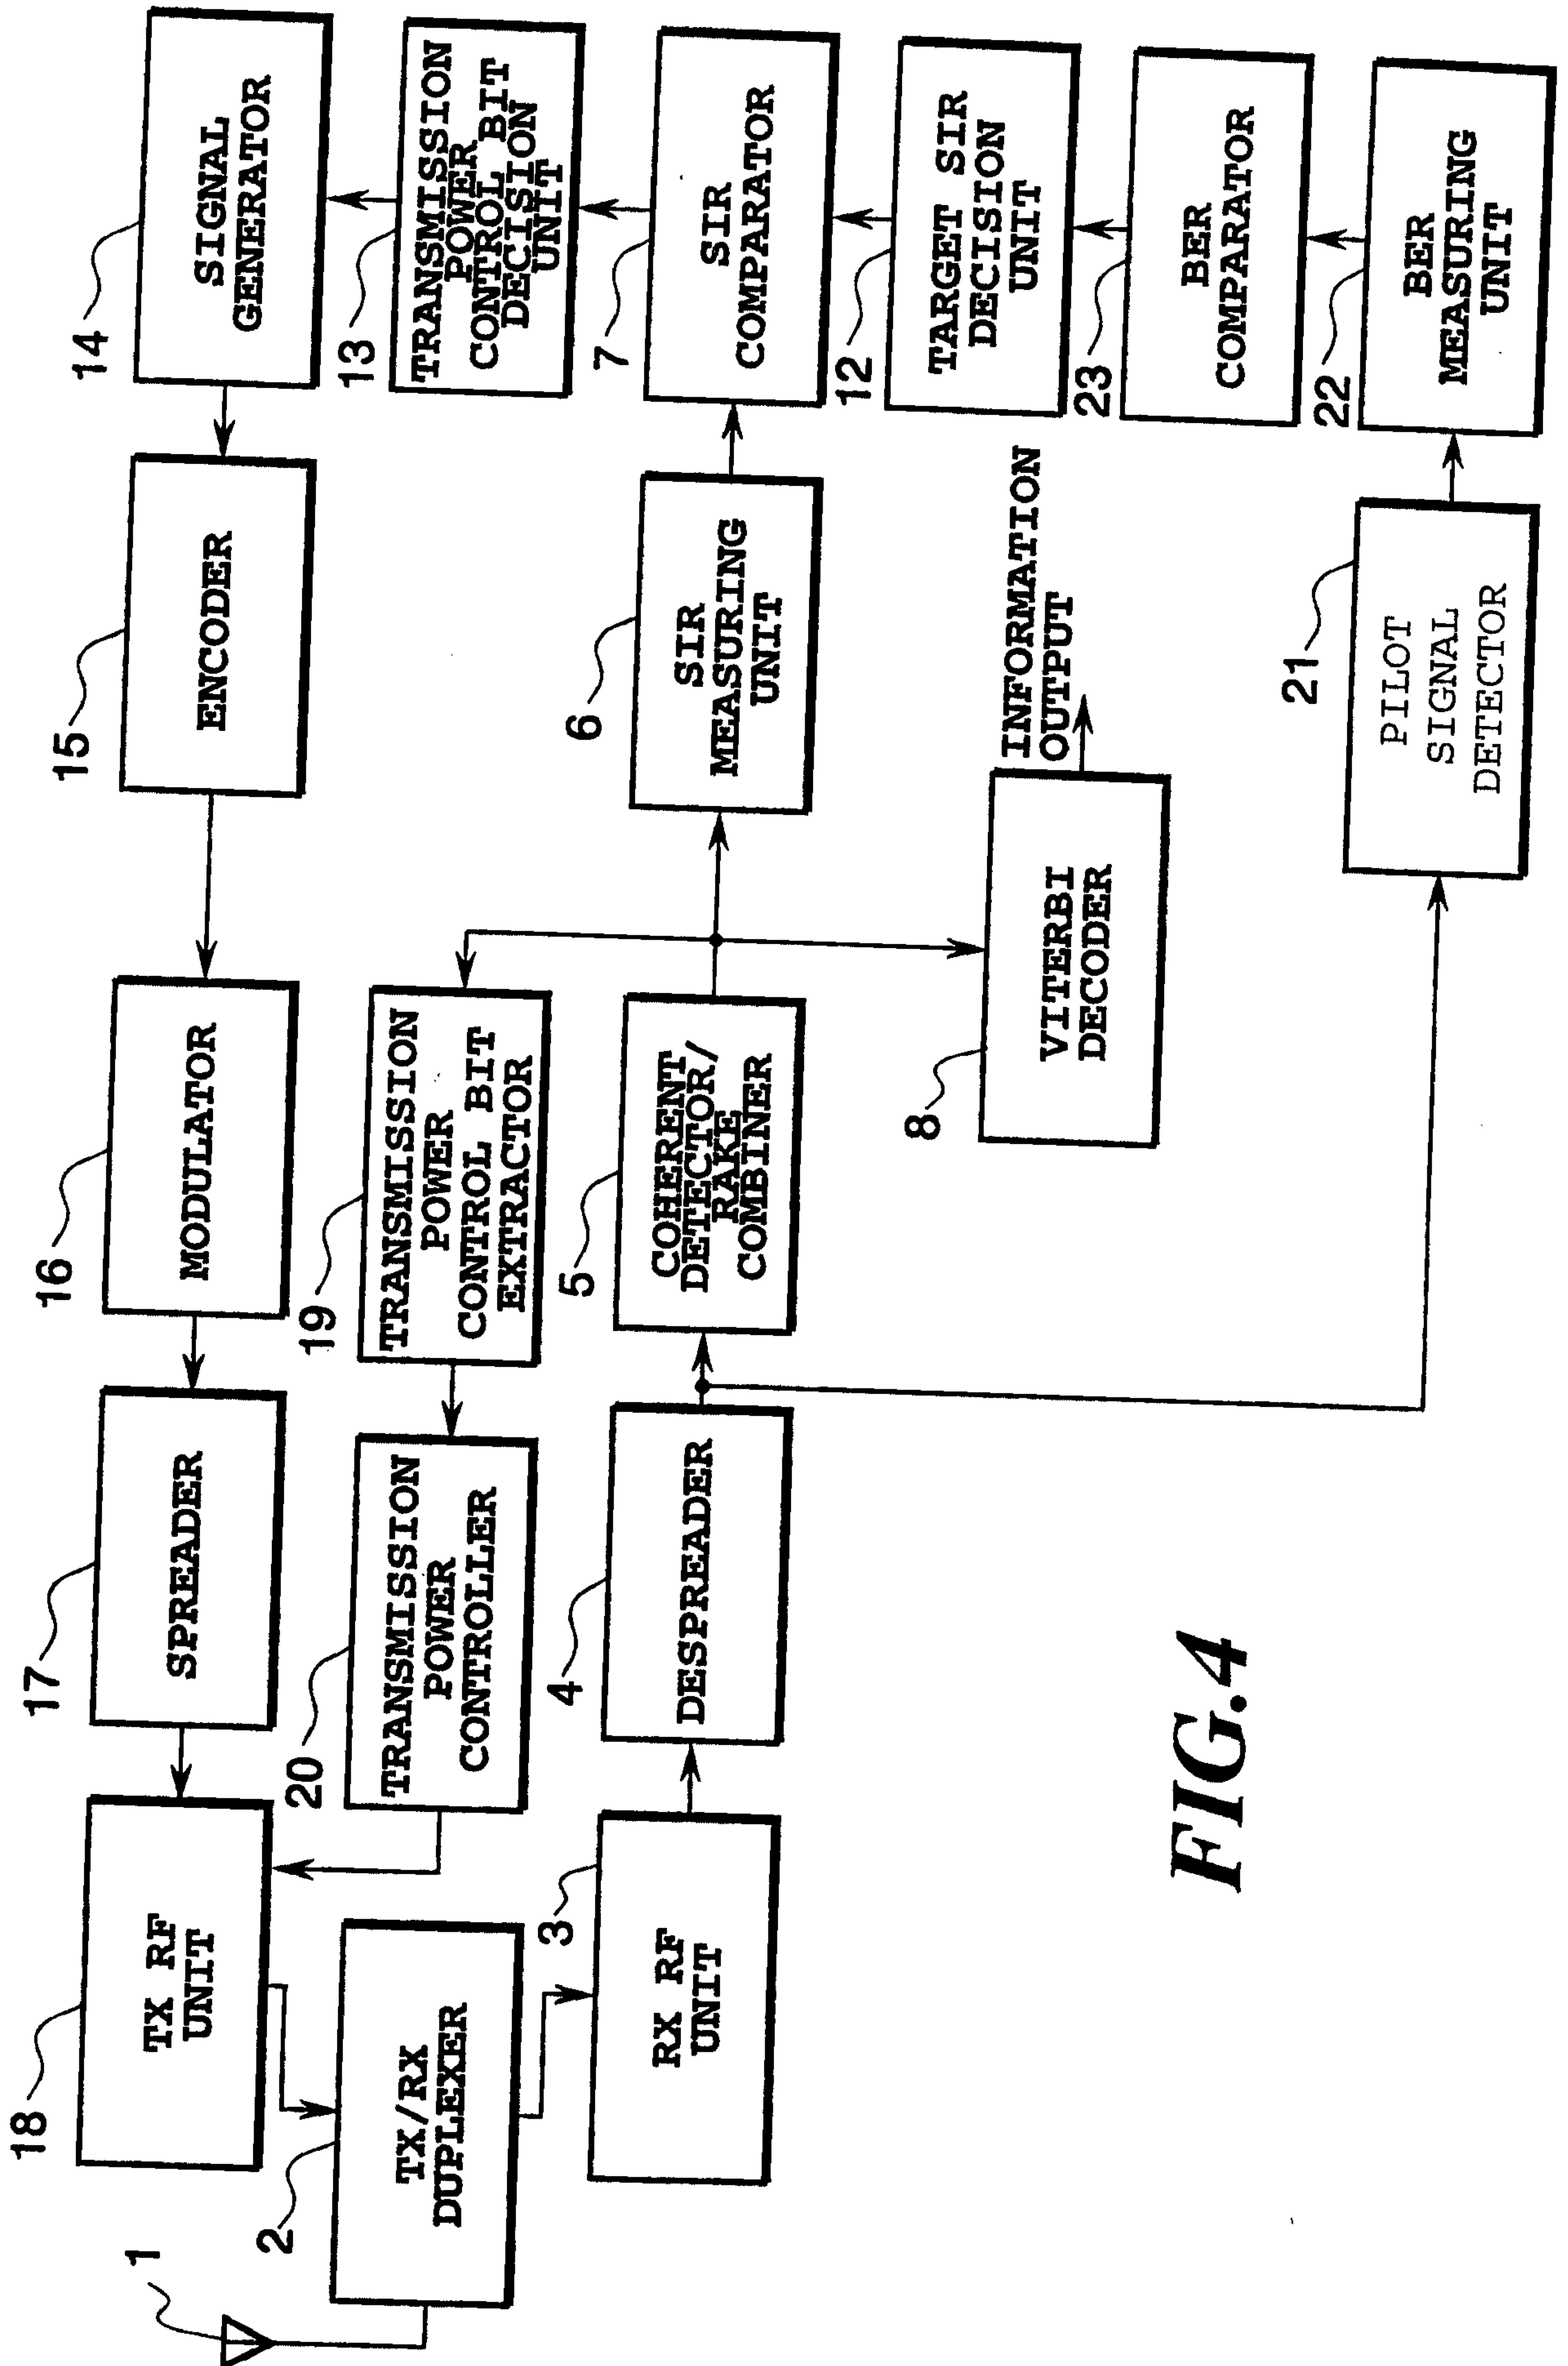 14
SIGNAL
GENERATOR
15
ENCODER
16
MODULATOR
17
SPREADER
18
TX RF
UNIT
13
TRANSMISSION
POWER
CONTROL BIT
DECISION
UNIT
19
TRANSMISSION
POWER
CONTROL BIT
EXTRACTOR
20
TRANSMISSION
POWER
CONTROLLER
1
2
TX/RX
DUPLEXER
3
RX RF
UNIT
4
DESPREADER
5
COHERENT
DETECTOR/
RAKE
COMBINER
6
SIR
MEASURING
UNIT
7
SIR
COMPARATOR
12
TARGET SIR
DECISION
UNIT
8
VITERBI
DECODER
INFORMATION
OUTPUT
23
BER
COMPARATOR
21
PILOT
SIGNAL
DETECTOR
22
BER
MEASURING
UNIT
FIG.4